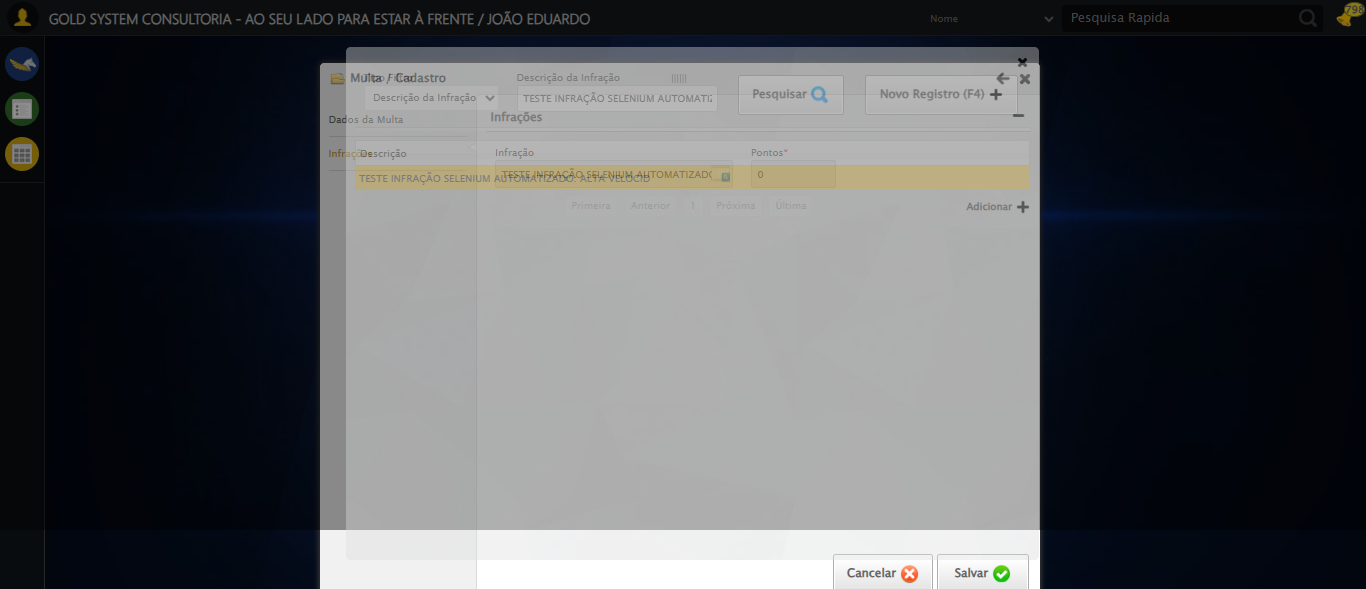 GOLD SYSTEM CONSULTORIA - AO SEU LADO PARA ESTAR À FRENTE / JOÃO EDUARDO
Nome
Pesquisa Rapida
798
Multa / Cadastro
Tipo Filtro
Descrição da Infração
||||||
Descrição da Infração
TESTE INFRAÇÃO SELENIUM AUTOMATIZ
Pesquisar
Novo Registro (F4)
Dados da Multa
Infrações
Infrações
Descrição
Infração
Pontos*
TESTE INFRAÇÃO SELENIUM AUTOMATIZADO: ALTA VELOCID
TESTE INFRAÇÃO SELENIUM AUTOMATIZADO
0
Primeira
Anterior
1
Próxima
Última
Adicionar
Cancelar
Salvar